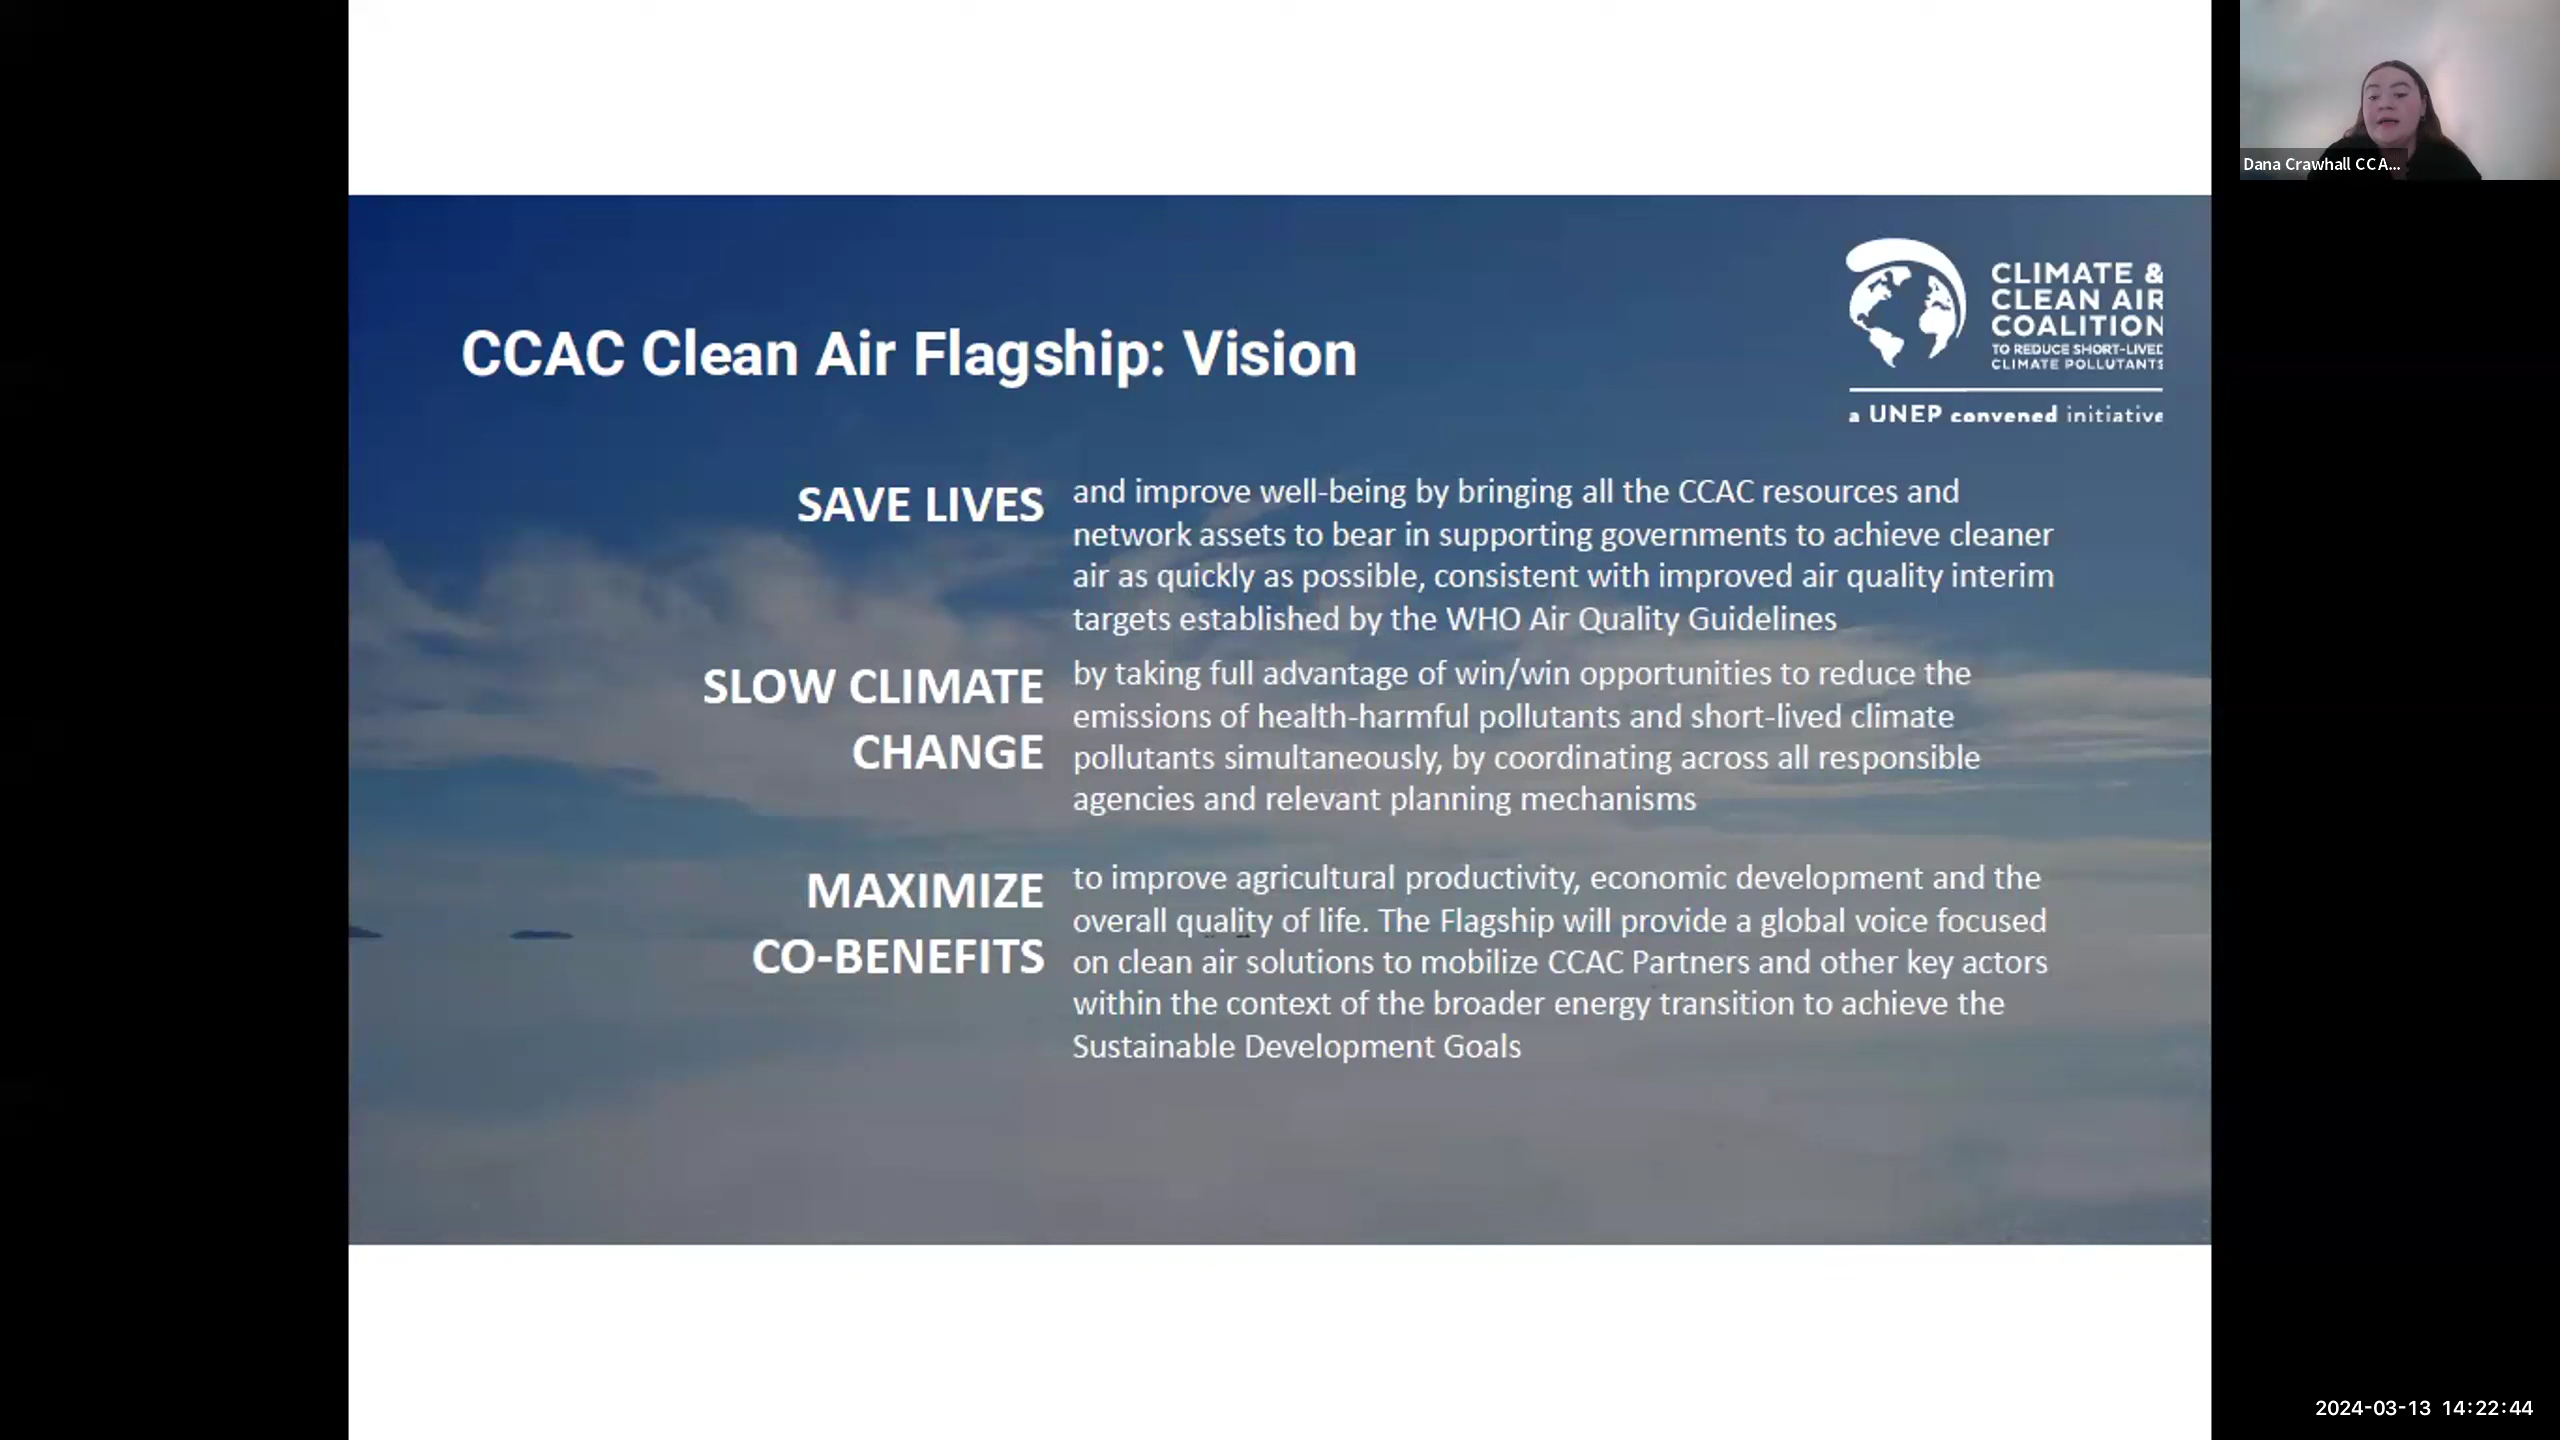 CCAC Clean Air Flagship: Vision
CLIMATE &
CLEAN AIR
COALITION
TO REDUCE SHORT-LIVED
CLIMATE POLLUTANTS
a UNEP convened initiative
SAVE LIVES
and improve well-being by bringing all the CCAC resources and
network assets to bear in supporting governments to achieve cleaner
air as quickly as possible, consistent with improved air quality interim
targets established by the WHO Air Quality Guidelines
SLOW CLIMATE
CHANGE
by taking full advantage of win/win opportunities to reduce the
emissions of health-harmful pollutants and short-lived climate
pollutants simultaneously, by coordinating across all responsible
agencies and relevant planning mechanisms
MAXIMIZE
CO-BENEFITS
to improve agricultural productivity, economic development and the
overall quality of life. The Flagship will provide a global voice focused
on clean air solutions to mobilize CCAC Partners and other key actors
within the context of the broader energy transition to achieve the
Sustainable Development Goals
Dana Crawhall CCA...
2024-03-13 14:22:44